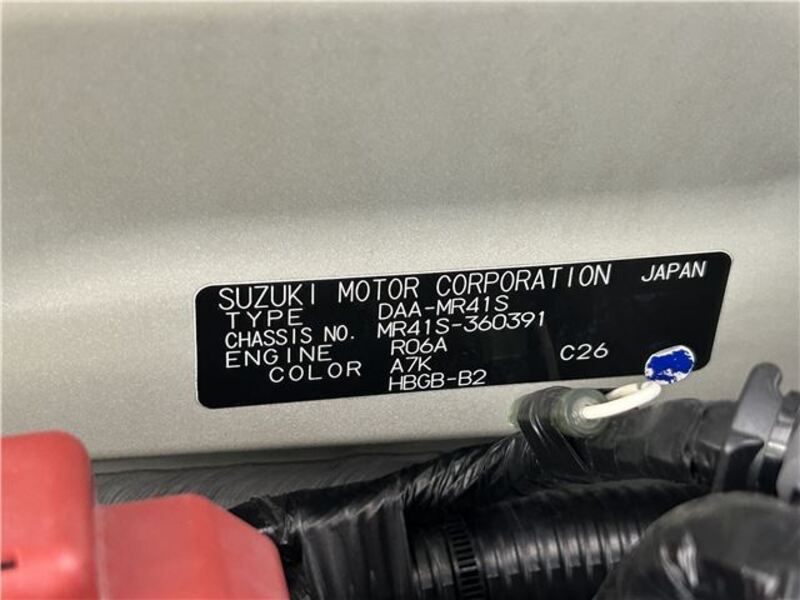 SUZUKI MOTOR CORPORATION JAPAN
TYPE DAA-MR41S
CHASSIS NO. MR41S-360391
ENGINE R06A C26
COLOR A7K
HBGB-B2